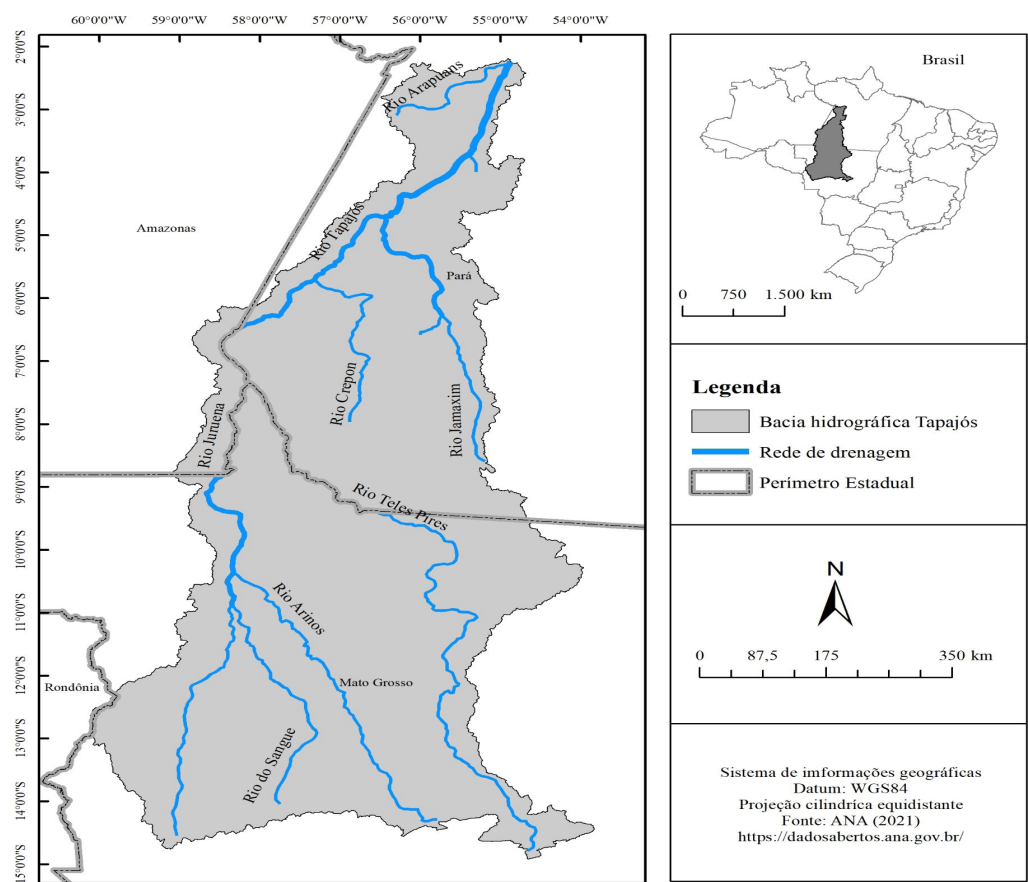 60°0'0"W
59°0'0"W
58°0'0"W
57°0'0"W
56°0'0"W
55°0'0"W
54°0'0"W
2°0'0"S
3°0'0"S
4°0'0"S
5°0'0"S
6°0'0"S
7°0'0"S
8°0'0"S
9°0'0"S
10°0'0"S
11°0'0"S
12°0'0"S
13°0'0"S
14°0'0"S
15°0'0"S
Rio Arapuans
Amazonas
Rio Tapajós
Pará
Rio Crepon
Rio Jamaxim
Rio Juruena
Rio Teles Pires
Rio Arinos
Rondônia
Mato Grosso
Rio do Sangue
Brasil
0 750 1.500 km
Legenda
Bacia hidrográfica Tapajós
Rede de drenagem
Perímetro Estadual
N
0 87,5 175 350 km
Sistema de imformações geográficas
Datum: WGS84
Projeção cilindrica equidistante
Fonte: ANA (2021)
https://dadosabertos.ana.gov.br/